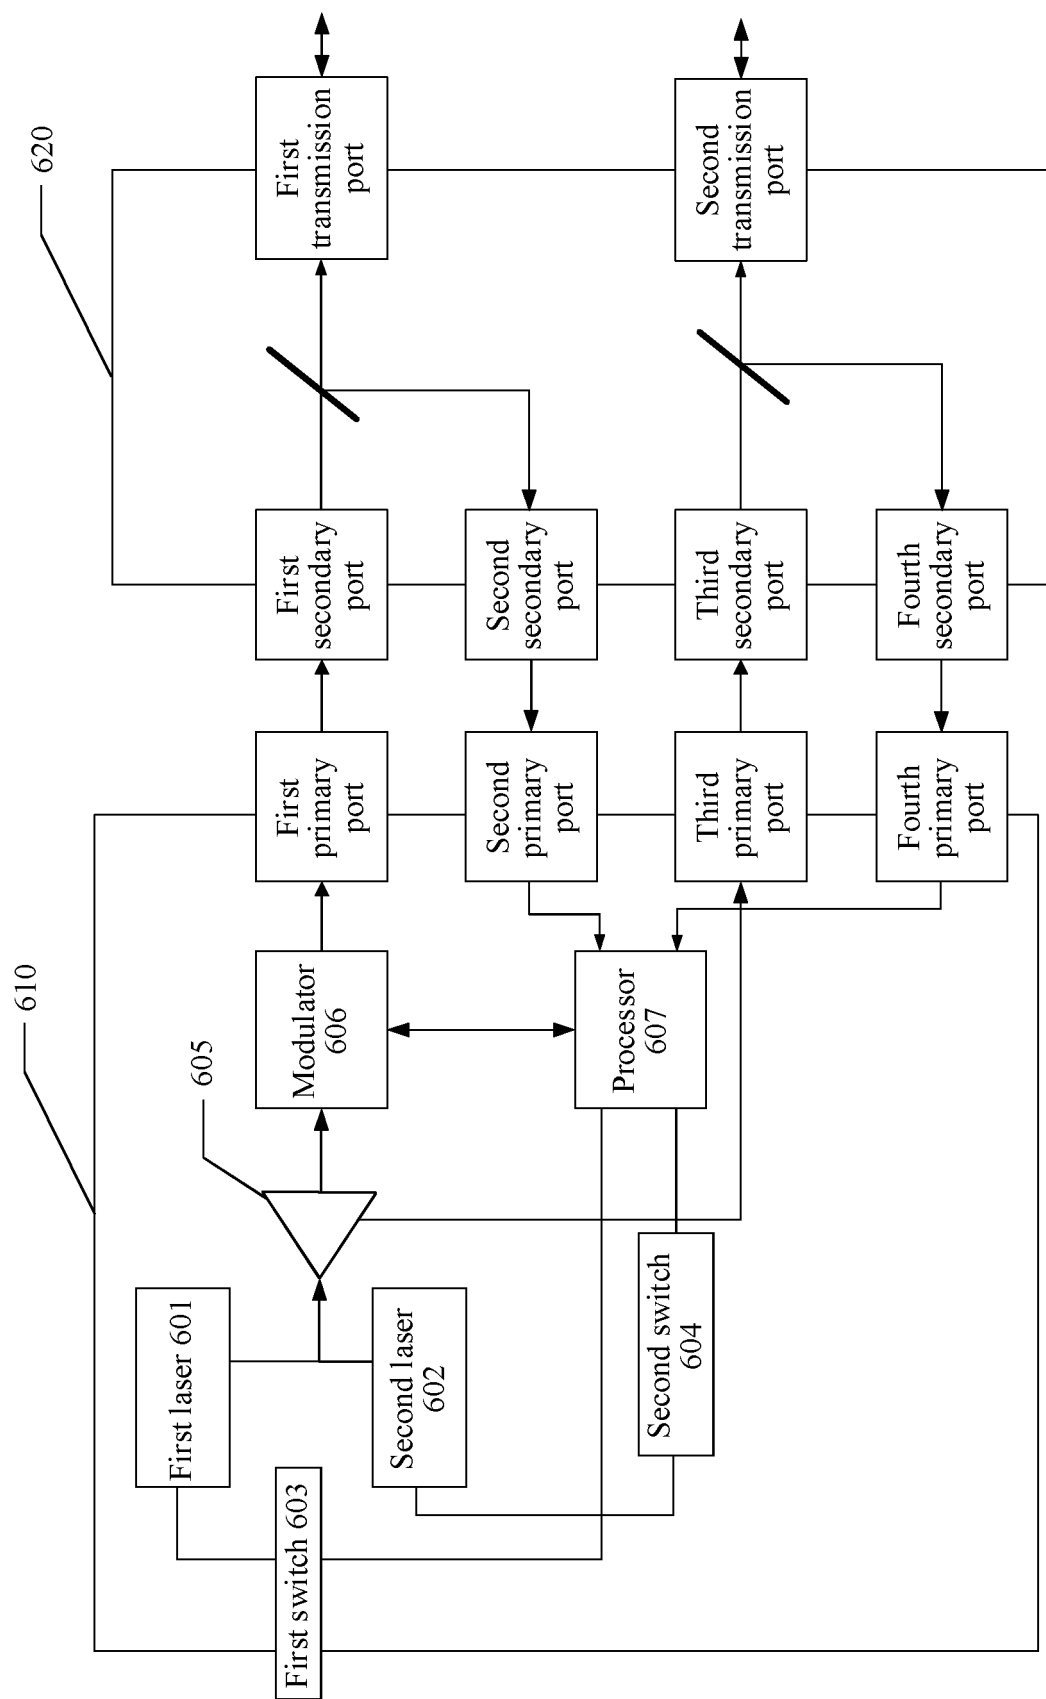 610
620
605
First laser 601
First switch 603
Second laser
602
Second switch
604
Modulator
606
Processor
607
First
primary
port
Second
primary
port
Third
primary
port
Fourth
primary
port
First
secondary
port
Second
secondary
port
Third
secondary
port
Fourth
secondary
port
First
transmission
port
Second
transmission
port